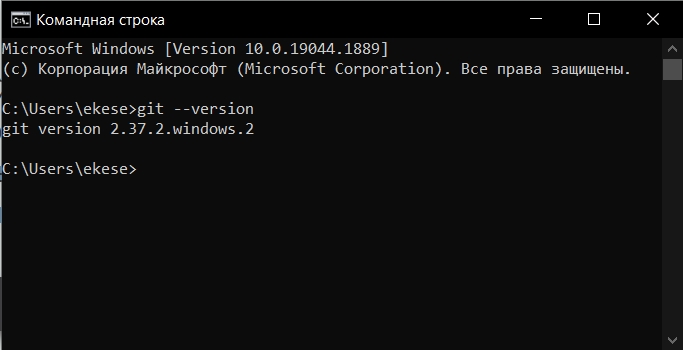 Командная строка
Microsoft Windows [Version 10.0.19044.1889]
(c) Корпорация Майкрософт (Microsoft Corporation). Все права защищены.
C:\Users\ekese>git --version
git version 2.37.2.windows.2
C:\Users\ekese>